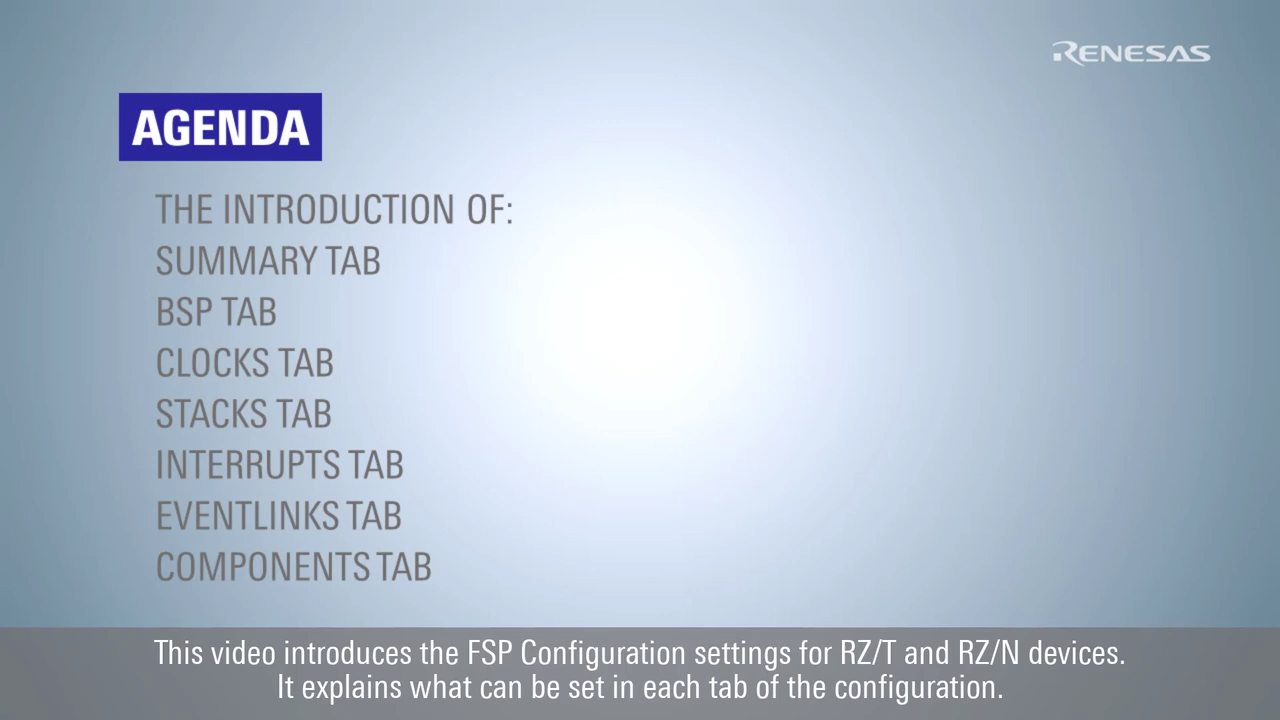 RENESAS
AGENDA
THE INTRODUCTION OF:
SUMMARY TAB
BSP TAB
CLOCKS TAB
STACKS TAB
INTERRUPTS TAB
EVENTLINKS TAB
COMPONENTS TAB
This video introduces the FSP Configuration settings for RZ/T and RZ/N devices.
It explains what can be set in each tab of the configuration.